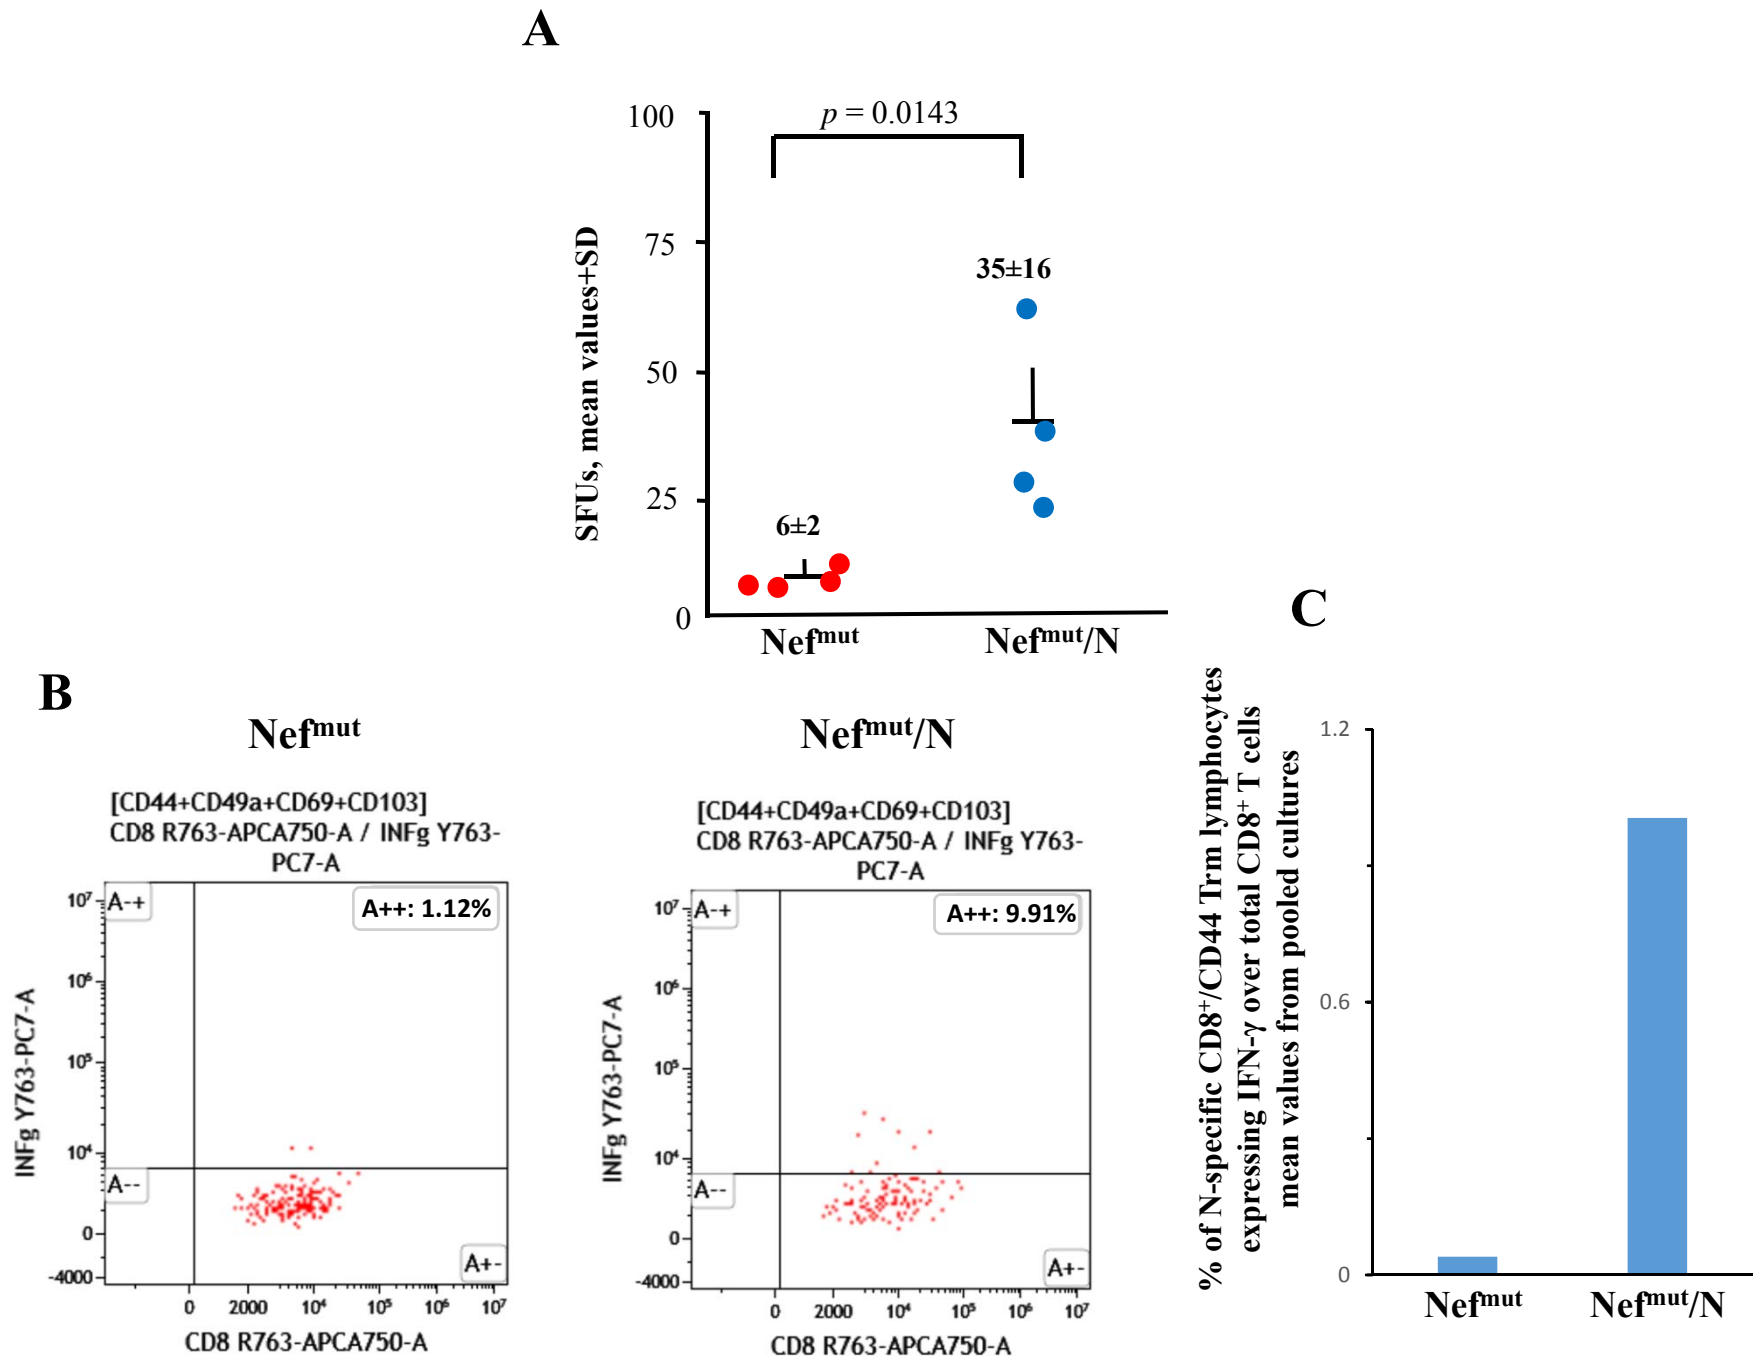 A
p = 0.0143
100
75
50
25
0
SFUs, mean values+SD
35±16
6±2
Nefmut
Nefmut/N
B
Nefmut
[CD44+CD49a+CD69+CD103]
CD8 R763-APCA750-A / INFg Y763-
PC7-A
A-+
A++: 1.12%
A--
A+-
10⁷
10⁶
10⁵
10⁴
0
-4000
INFg Y763-PC7-A
0
2000
10⁴
10⁵
10⁶
10⁷
CD8 R763-APCA750-A
Nefmut/N
[CD44+CD49a+CD69+CD103]
CD8 R763-APCA750-A / INFg Y763-
PC7-A
A-+
A++: 9.91%
A--
A+-
10⁷
10⁶
10⁵
10⁴
0
-4000
INFg Y763-PC7-A
0
2000
10⁴
10⁵
10⁶
10⁷
CD8 R763-APCA750-A
C
% of N-specific CD8⁺/CD44 Trm lymphocytes
expressing IFN-γ over total CD8⁺ T cells
mean values from pooled cultures
1.2
0.6
0
Nefmut
Nefmut/N